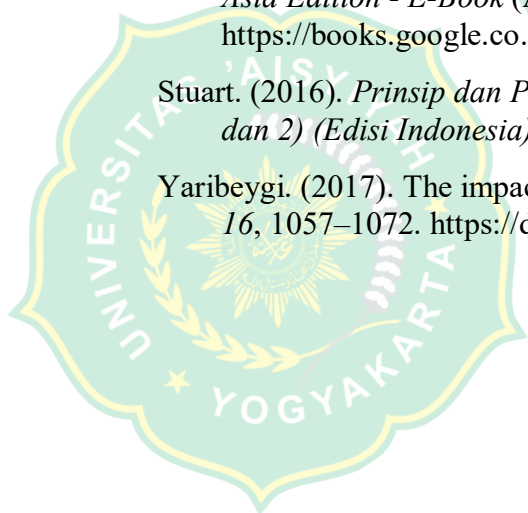 Asia Edition - E-Book (
https://books.google.co.
Stuart. (2016). Prinsip dan P
dan 2) (Edisi Indonesia)
Yaribeygi. (2017). The impac
16, 1057–1072. https://d
UNIVERSITAS 'AISYIYAH
YOGYAKARTA